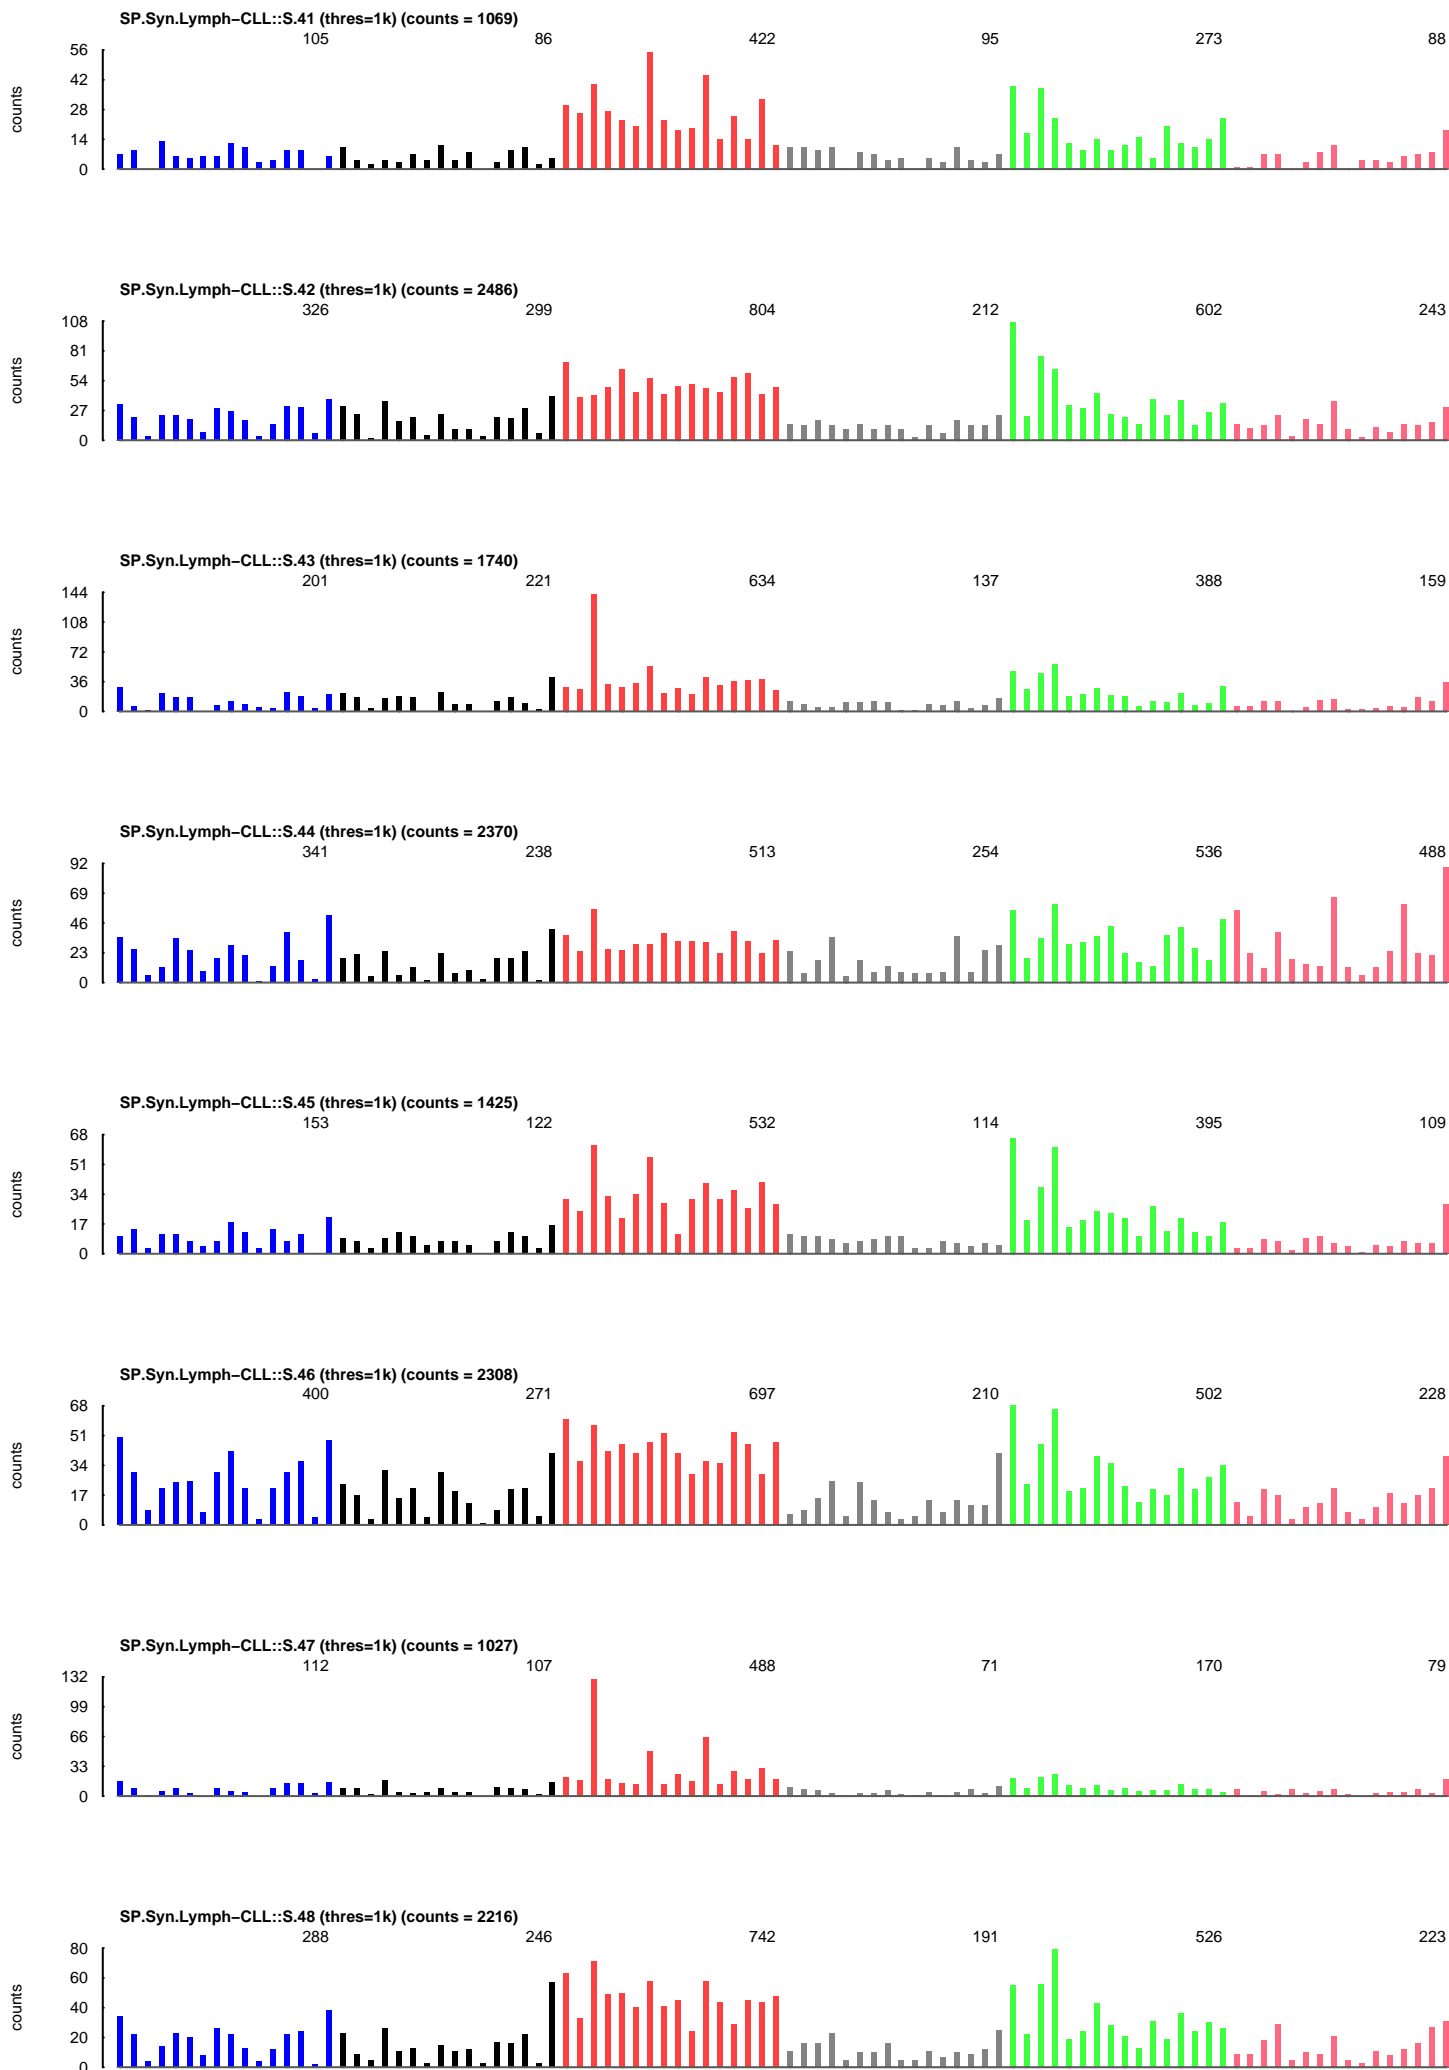 SP.Syn.Lymph−CLL::S.41 (thres=1k) (counts = 1069)
105 86 422 95 273 88
56
42
28
14
0
counts
SP.Syn.Lymph−CLL::S.42 (thres=1k) (counts = 2486)
326 299 804 212 602 243
108
81
54
27
0
counts
SP.Syn.Lymph−CLL::S.43 (thres=1k) (counts = 1740)
201 221 634 137 388 159
144
108
72
36
0
counts
SP.Syn.Lymph−CLL::S.44 (thres=1k) (counts = 2370)
341 238 513 254 536 488
92
69
46
23
0
counts
SP.Syn.Lymph−CLL::S.45 (thres=1k) (counts = 1425)
153 122 532 114 395 109
68
51
34
17
0
counts
SP.Syn.Lymph−CLL::S.46 (thres=1k) (counts = 2308)
400 271 697 210 502 228
68
51
34
17
0
counts
SP.Syn.Lymph−CLL::S.47 (thres=1k) (counts = 1027)
112 107 488 71 170 79
132
99
66
33
0
counts
SP.Syn.Lymph−CLL::S.48 (thres=1k) (counts = 2216)
288 246 742 191 526 223
80
60
40
20
0
counts